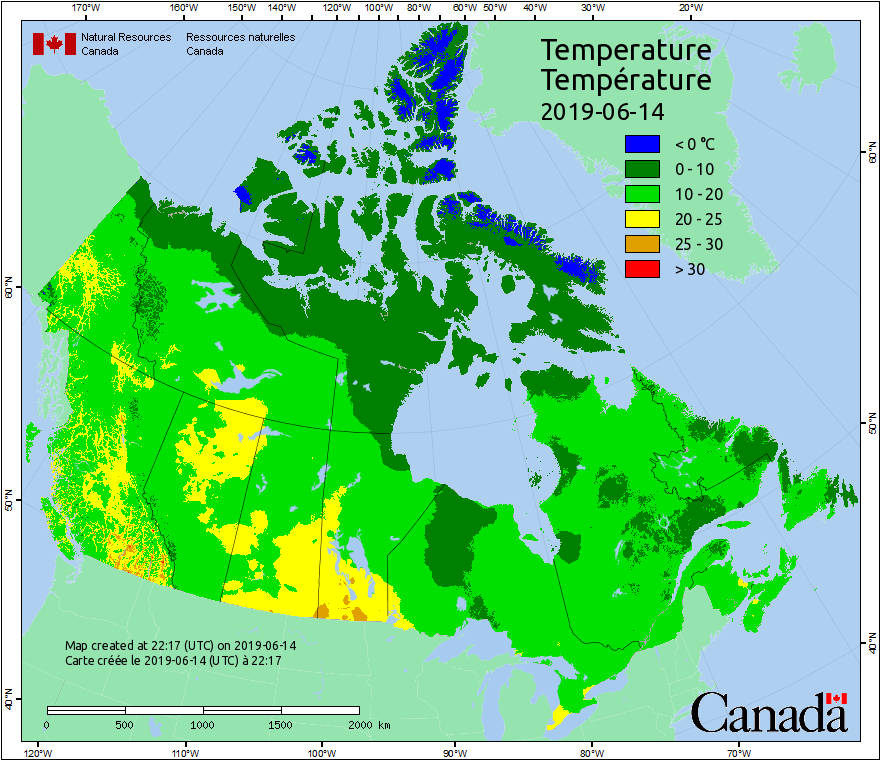 170°W 160°W 150°W 140°W 120°W 100°W 80°W 60°W 50°W 40°W 30°W 20°W
Natural Resources Ressources naturelles
Canada Canada
Temperature
Température
2019-06-14
< 0 °C
0 - 10
10 - 20
20 - 25
25 - 30
> 30
60°N
60°N
50°N
50°N
40°N
40°N
Map created at 22:17 (UTC) on 2019-06-14
Carte créée le 2019-06-14 (UTC) à 22:17
0 500 1000 1500 2000 km
Canada
120°W 110°W 100°W 90°W 80°W 70°W